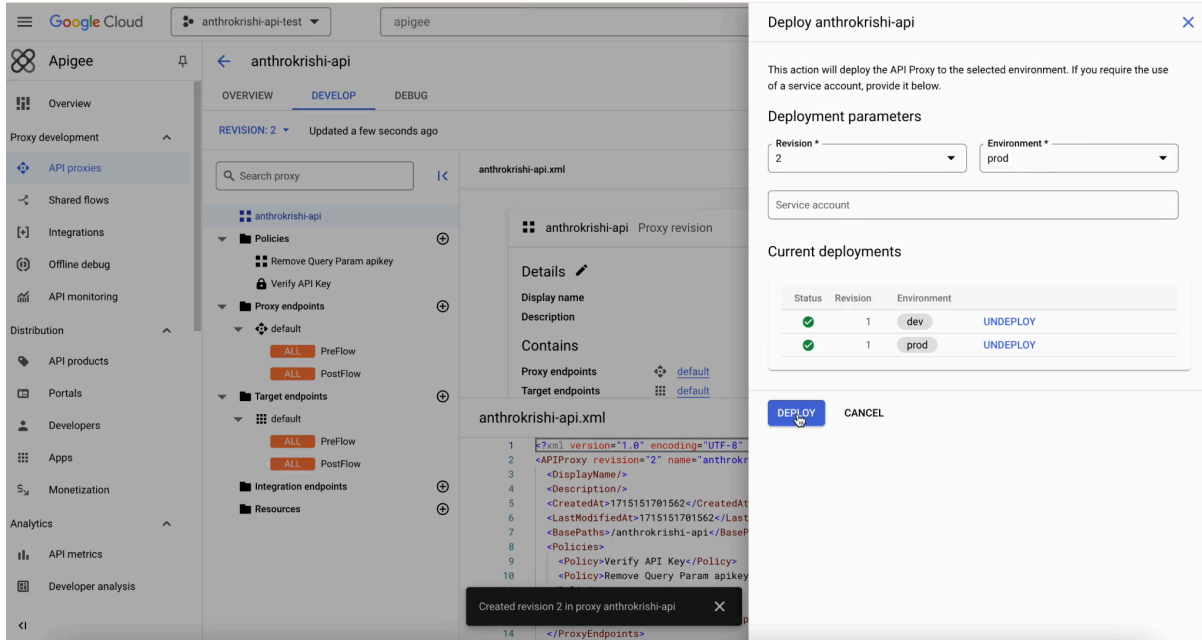 Google Cloud
anthrokrishi-api-test
apigee
Apigee
Overview
Proxy development
API proxies
Shared flows
Integrations
Offline debug
API monitoring
Distribution
API products
Portals
Developers
Apps
Monetization
Analytics
API metrics
Developer analysis
anthrokrishi-api
OVERVIEW DEVELOP DEBUG
REVISION: 2 Updated a few seconds ago
Search proxy
anthrokrishi-api
Policies
Remove Query Param apikey
Verify API Key
Proxy endpoints
default
ALL PreFlow
ALL PostFlow
Target endpoints
default
ALL PreFlow
ALL PostFlow
Integration endpoints
Resources
anthrokrishi-api.xml
anthrokrishi-api Proxy revision
Details
Display name
Description
Contains
Proxy endpoints default
Target endpoints default
anthrokrishi-api.xml
1 <?xml version="1.0" encoding="UTF-8"
2 <APIProxy revision="2" name="anthrokr
3 <DisplayName/>
4 <Description/>
5 <CreatedAt>1715151701562</CreatedAt
6 <LastModifiedAt>1715151701562</Last
7 <BasePaths>/anthrokrishi-api</BaseP
8 <Policies>
9 <Policy>Verify API Key</Policy>
10 <Policy>Remove Query Param apikey
Created revision 2 in proxy anthrokrishi-api
14 </ProxyEndpoints>
Deploy anthrokrishi-api
This action will deploy the API Proxy to the selected environment. If you require the use
of a service account, provide it below.
Deployment parameters
Revision * Environment *
2 prod
Service account
Current deployments
Status Revision Environment
1 dev UNDEPLOY
1 prod UNDEPLOY
DEPLOY CANCEL